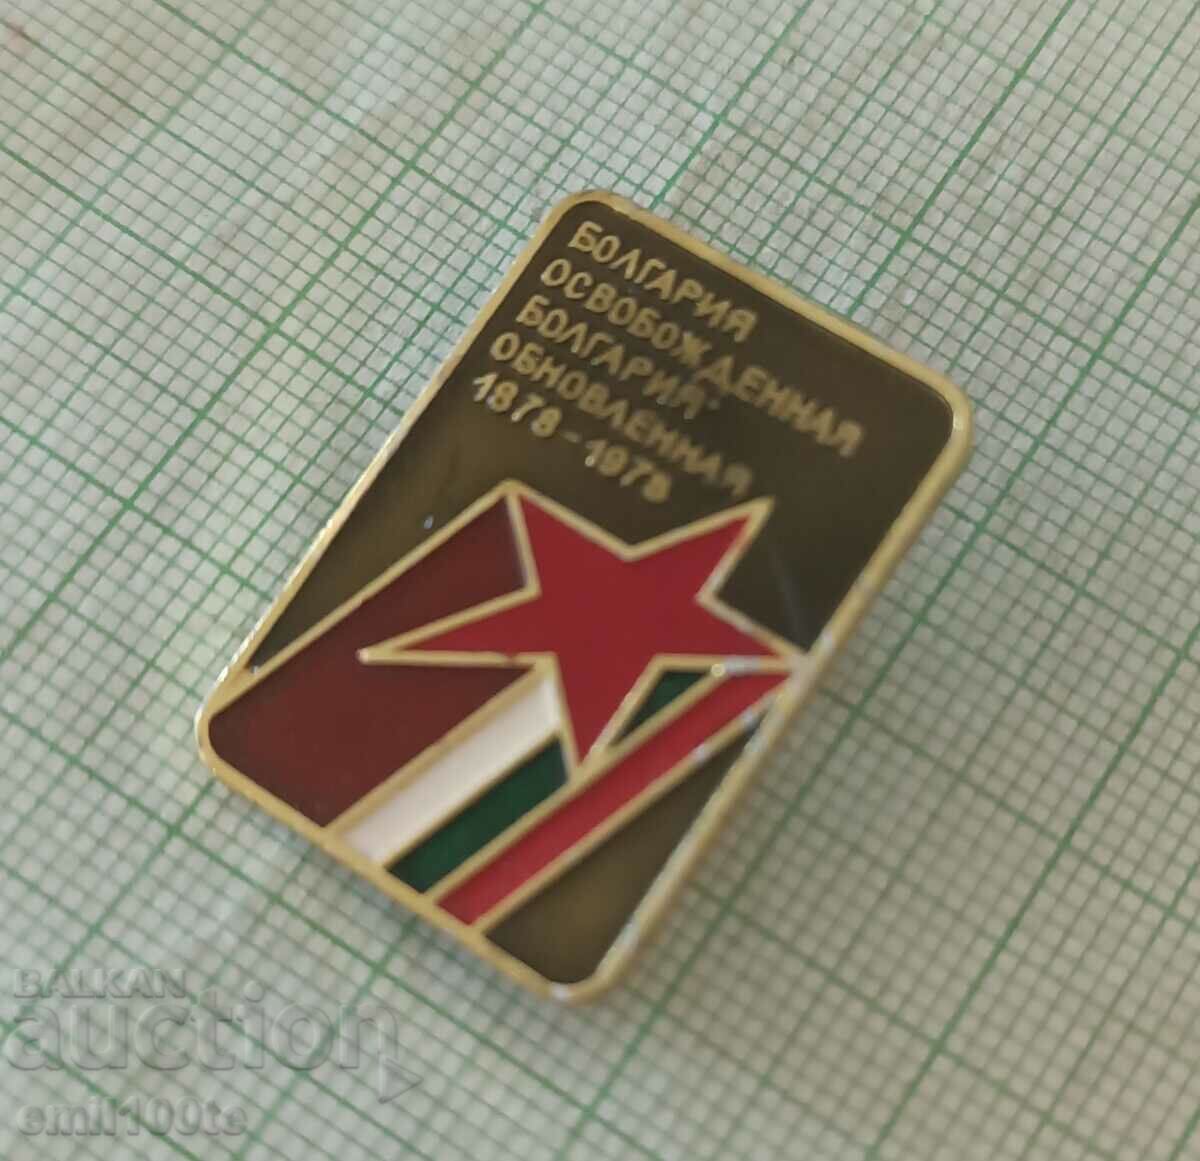 БОЛГАРИЯ
ОСВОБОЖДЕННАЯ
БОЛГАРИЯ
ОБНОВЛЕННАЯ
1878-1978
BALKAN
auction
emil100te